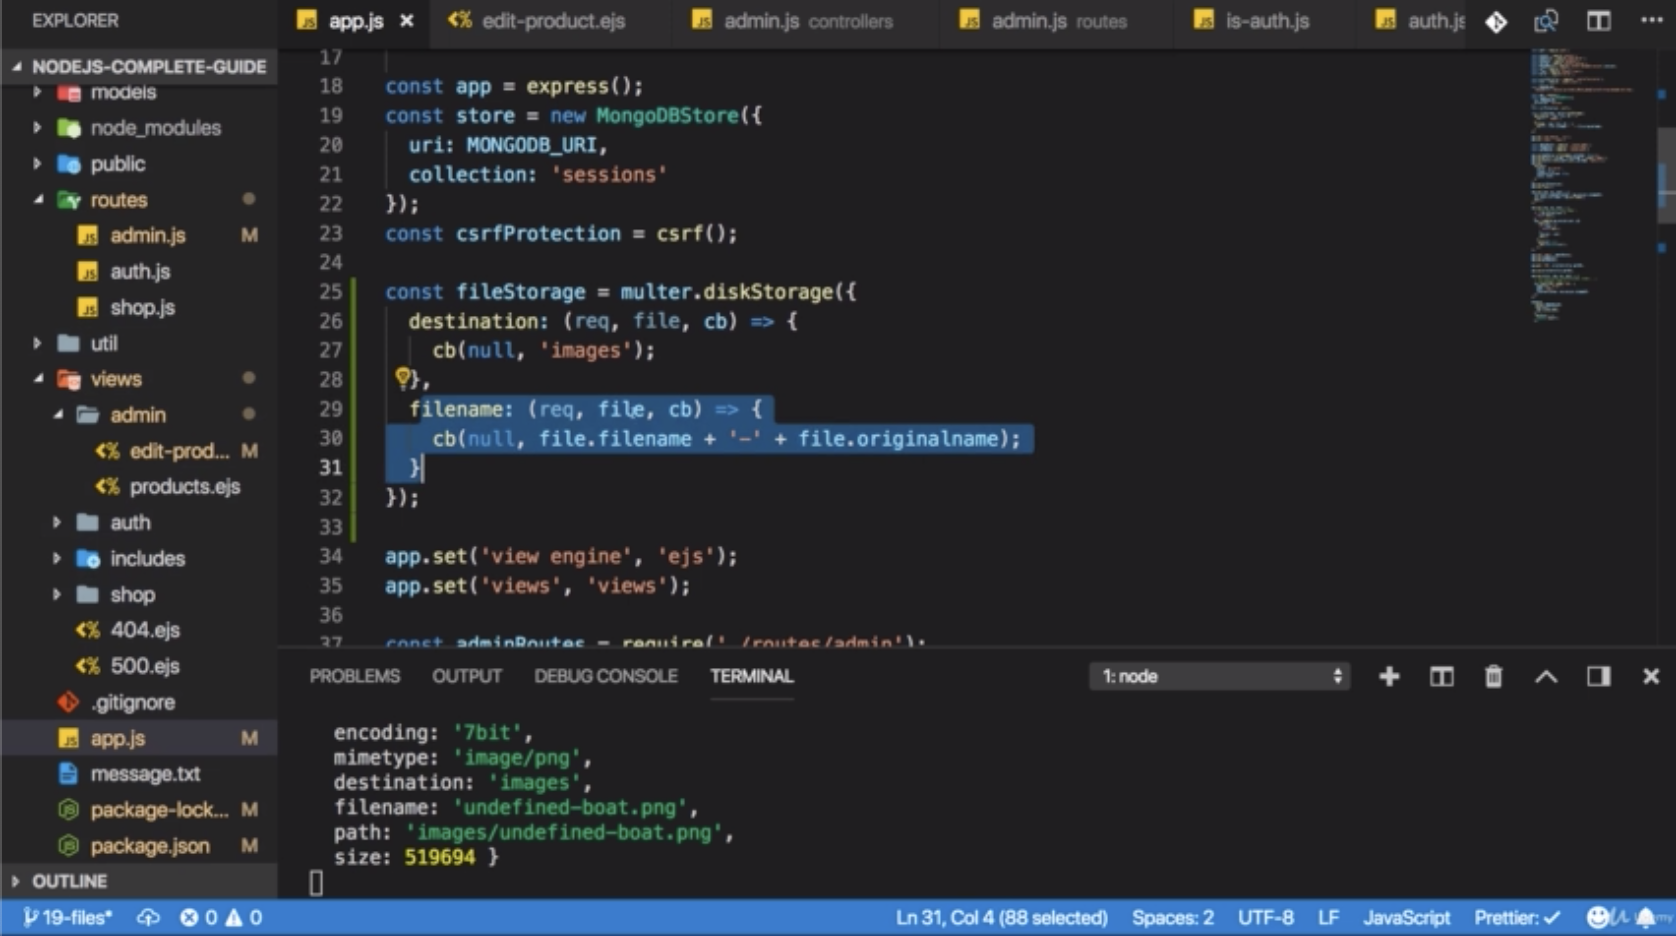 EXPLORER
app.js ×
edit-product.ejs
admin.js controllers
admin.js routes
is-auth.js
auth.js
NODEJS-COMPLETE-GUIDE
models
node_modules
public
routes
admin.js M
auth.js
shop.js
util
views
admin
edit-prod... M
products.ejs
auth
includes
shop
404.ejs
500.ejs
.gitignore
app.js M
message.txt
package-lock... M
package.json M
OUTLINE
17
18 const app = express();
19 const store = new MongoDBStore({
20 uri: MONGODB_URI,
21 collection: 'sessions'
22 });
23 const csrfProtection = csrf();
24
25 const fileStorage = multer.diskStorage({
26 destination: (req, file, cb) => {
27 cb(null, 'images');
28 },
29 filename: (req, file, cb) => {
30 cb(null, file.filename + '-' + file.originalname);
31 }
32 });
33
34 app.set('view engine', 'ejs');
35 app.set('views', 'views');
36
37 const adminRoutes = require('./routes/admin');
PROBLEMS OUTPUT DEBUG CONSOLE TERMINAL
1: node
encoding: '7bit',
mimetype: 'image/png',
destination: 'images',
filename: 'undefined-boat.png',
path: 'images/undefined-boat.png',
size: 519694 }
19-files* 0 0
Ln 31, Col 4 (88 selected) Spaces: 2 UTF-8 LF JavaScript Prettier: ✓